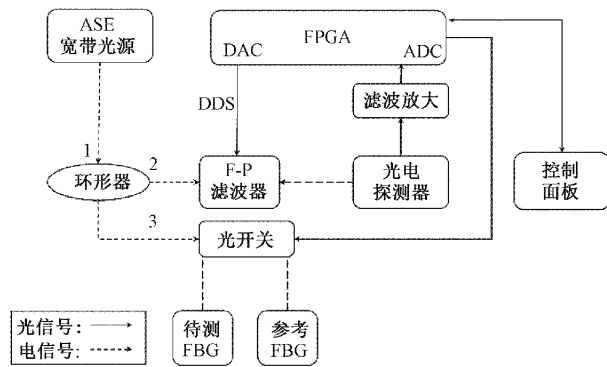 ASE
宽带光源
FPGA
DAC
ADC
DDS
滤波放大
1
环形器
2
F-P
滤波器
光电
探测器
控制
面板
3
光开关
光信号：
电信号:
待测
FBG
参考
FBG